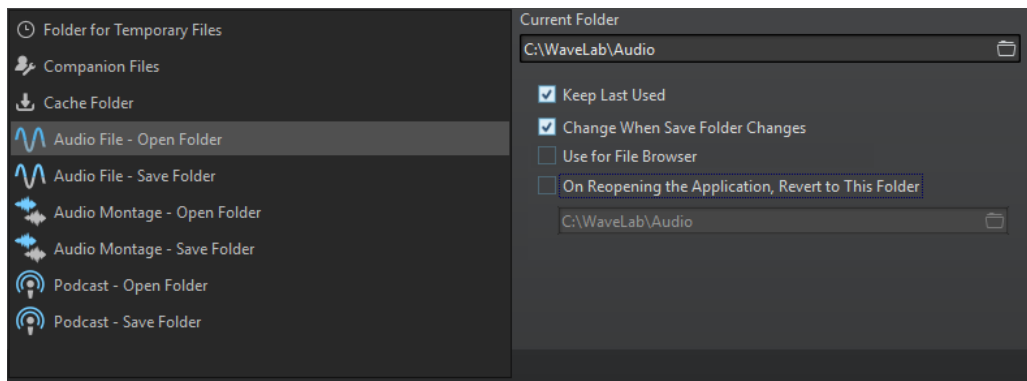 Folder for Temporary Files
Companion Files
Cache Folder
Audio File - Open Folder
Audio File - Save Folder
Audio Montage - Open Folder
Audio Montage - Save Folder
Podcast - Open Folder
Podcast - Save Folder
Current Folder
C:\WaveLab\Audio
Keep Last Used
Change When Save Folder Changes
Use for File Browser
On Reopening the Application, Revert to This Folder
C:\WaveLab\Audio